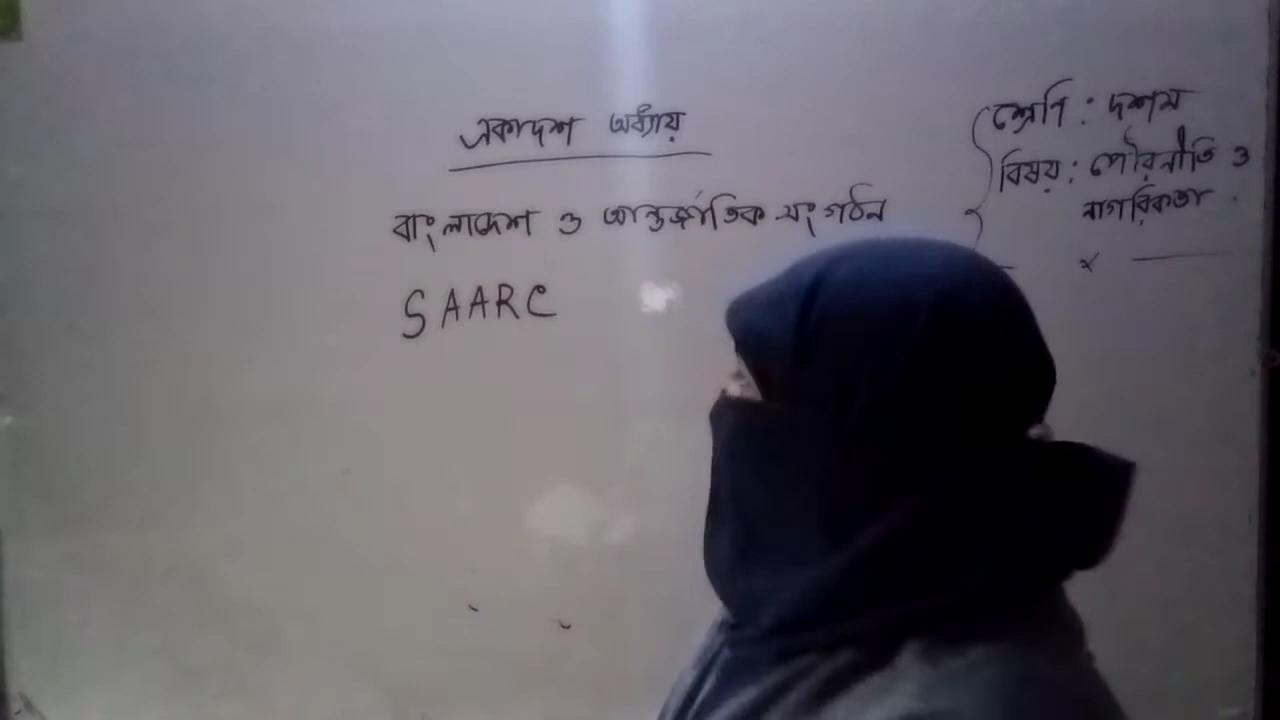 একাদশ অধ্যায়
বাংলাদেশ ও আন্তর্জাতিক সংগঠন
SAARC
শ্রেণি : দশম
বিষয় : পৌরনীতি ও
নাগরিকতা